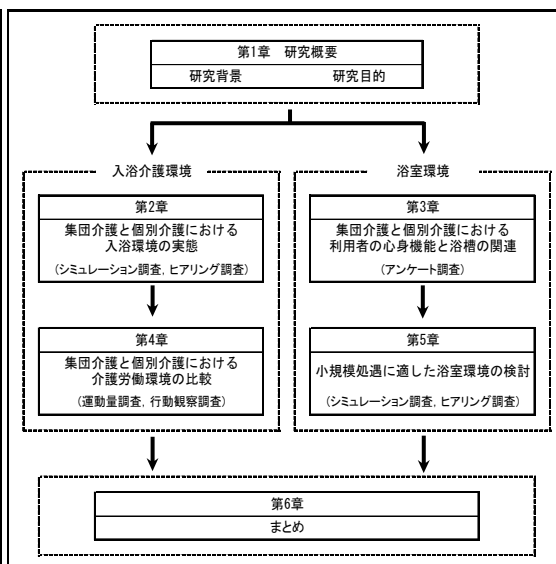 第1章 研究概要
研究背景 研究目的
入浴介護環境
浴室環境
第2章
集団介護と個別介護における
入浴環境の実態
(シミュレーション調査, ヒアリング調査)
第3章
集団介護と個別介護における
利用者の心身機能と浴槽の関連
(アンケート調査)
第4章
集団介護と個別介護における
介護労働環境の比較
(運動量調査, 行動観察調査)
第5章
小規模処遇に適した浴室環境の検討
(シミュレーション調査, ヒアリング調査)
第6章
まとめ